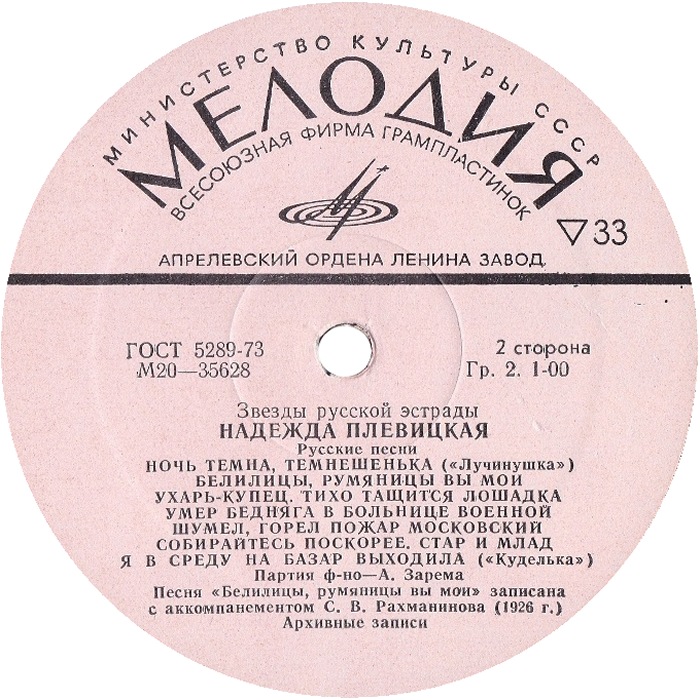 МИНИСТЕРСТВО КУЛЬТУРЫ СССР
МЕЛОДИЯ
ВСЕСОЮЗНАЯ ФИРМА ГРАМПЛАСТИНОК
▽33
АПРЕЛЕВСКИЙ ОРДЕНА ЛЕНИНА ЗАВОД
ГОСТ 5289-73
М20—35628
2 сторона
Гр. 2. 1-00
Звезды русской эстрады
НАДЕЖДА ПЛЕВИЦКАЯ
Русские песни
НОЧЬ ТЕМНА, ТЕМНЕШЕНЬКА («Лучинушка»)
БЕЛИЛИЦЫ, РУМЯНИЦЫ ВЫ МОИ
УХАРЬ-КУПЕЦ. ТИХО ТАЩИТСЯ ЛОШАДКА
УМЕР БЕДНЯГА В БОЛЬНИЦЕ ВОЕННОЙ
ШУМЕЛ, ГОРЕЛ ПОЖАР МОСКОВСКИЙ
СОБИРАЙТЕСЬ ПОСКОРЕЕ. СТАР И МЛАД
Я В СРЕДУ НА БАЗАР ВЫХОДИЛА («Куделька»)
Партия ф-но—А. Зарема
Песня «Белилицы, румяницы вы мои» записана
с аккомпанементом С. В. Рахманинова (1926 г.)
Архивные записи